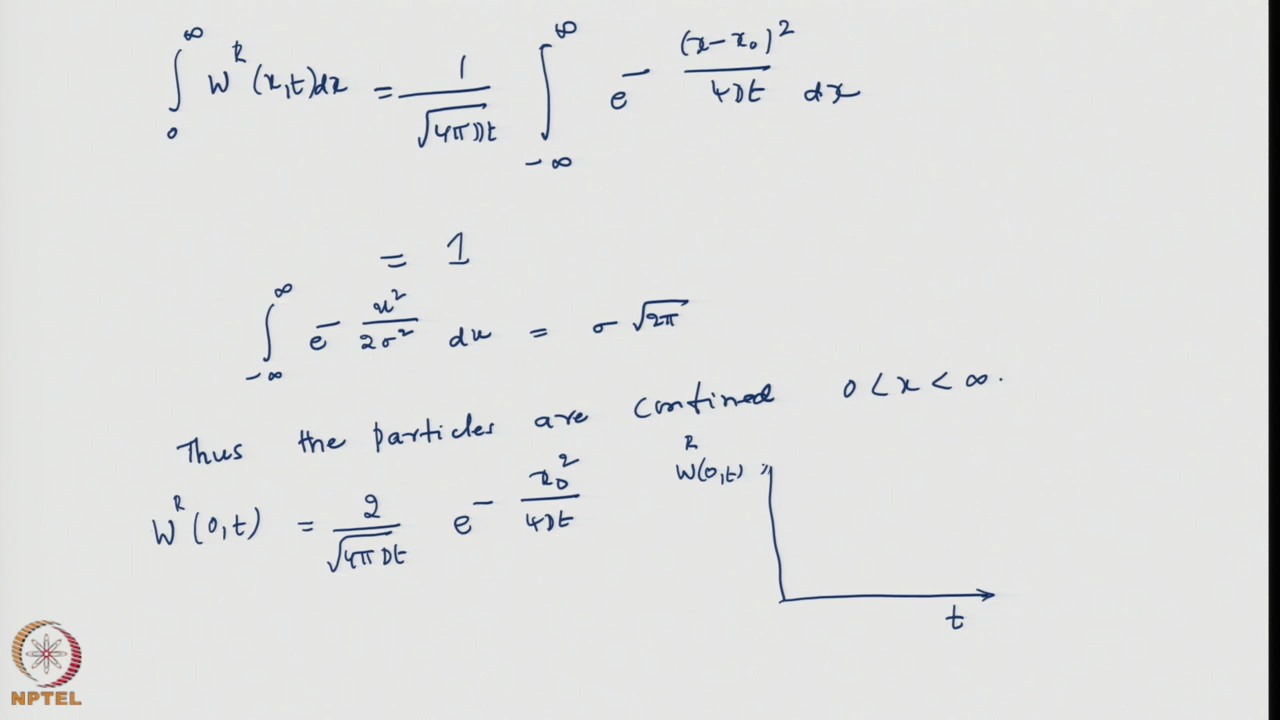 ∫₀^∞ W^R (x,t) dx = 1/√(4πDt) ∫_{-∞}^{∞} e^{-(x-x₀)²/4Dt} dx
= 1
∫_{-∞}^{∞} e^{-u²/2σ²} du = σ √2π
Thus the particles are confined 0 < x < ∞.
W^R (0,t) = 2/√(4πDt) e^{-x₀²/4Dt}
W^R(0,t)
t
NPTEL